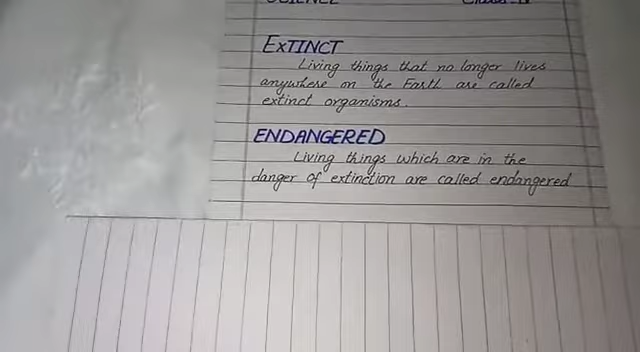 SCIENCE
ExTINCT
Living things that no longer lives
anywhere on the Earth are called
extinct organisms.
ENDANGERED
Living things which are in the
danger of extinction are called endangered